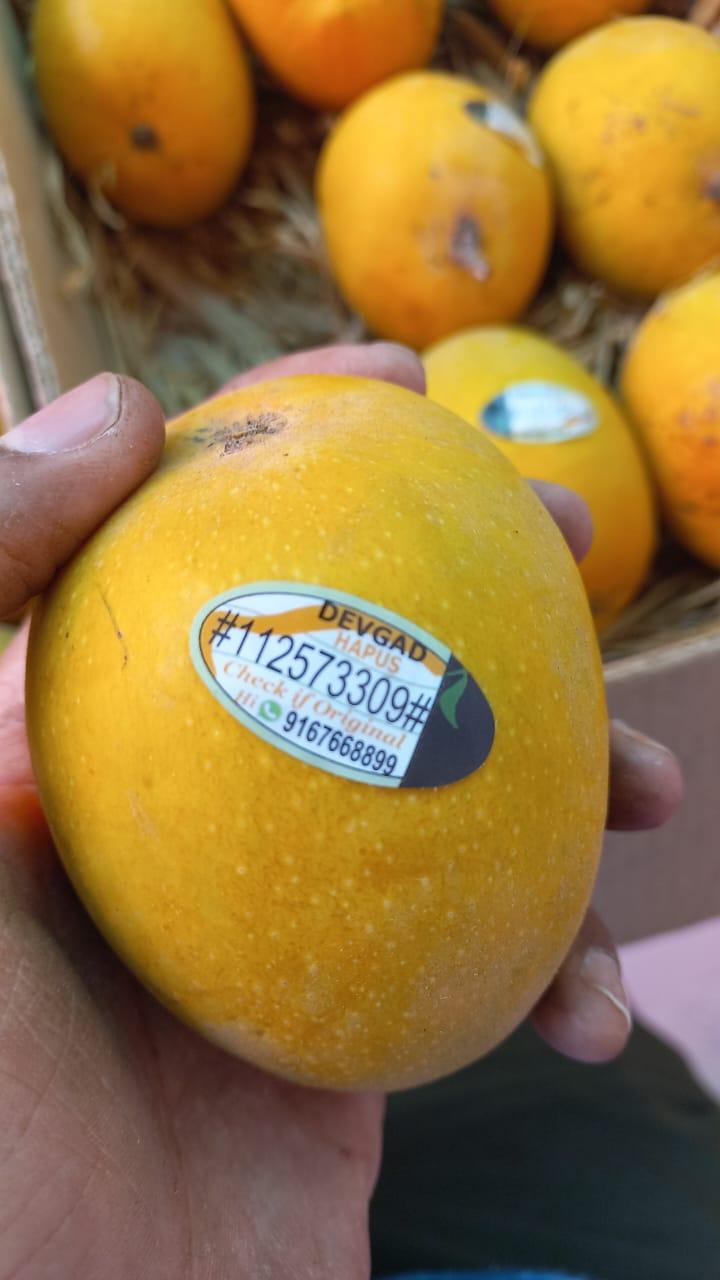 DEVGAD
HAPUS
#112573309#
Check if Original
Hi 9167668899